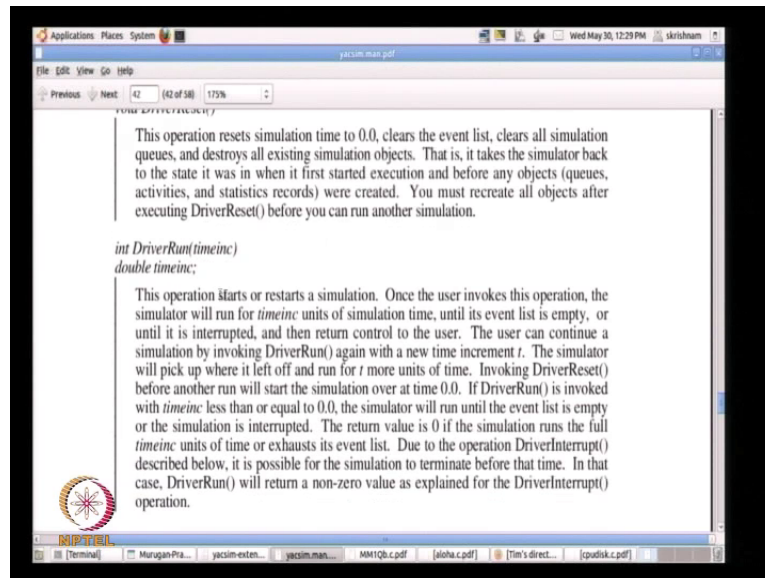 Applications Places System Wed May 30, 12:29 PM skrishnam
yacsim.man.pdf
File Edit View Go Help
Previous Next 42 (42 of 58) 175%
void DriverReset()
This operation resets simulation time to 0.0, clears the event list, clears all simulation
queues, and destroys all existing simulation objects. That is, it takes the simulator back
to the state it was in when it first started execution and before any objects (queues,
activities, and statistics records) were created. You must recreate all objects after
executing DriverReset() before you can run another simulation.
int DriverRun(timeinc)
double timeinc;
This operation starts or restarts a simulation. Once the user invokes this operation, the
simulator will run for timeinc units of simulation time, until its event list is empty, or
until it is interrupted, and then return control to the user. The user can continue a
simulation by invoking DriverRun() again with a new time increment t. The simulator
will pick up where it left off and run for t more units of time. Invoking DriverReset()
before another run will start the simulation over at time 0.0. If DriverRun() is invoked
with timeinc less than or equal to 0.0, the simulator will run until the event list is empty
or the simulation is interrupted. The return value is 0 if the simulation runs the full
timeinc units of time or exhausts its event list. Due to the operation DriverInterrupt()
described below, it is possible for the simulation to terminate before that time. In that
case, DriverRun() will return a non-zero value as explained for the DriverInterrupt()
operation.
NPTEL
[Terminal] Murugan-Pra... yacsim-exten... yacsim.man.... MM1Qb.c.pdf [aloha.c.pdf] [Tim's direct... [cpudisk.c.pdf]